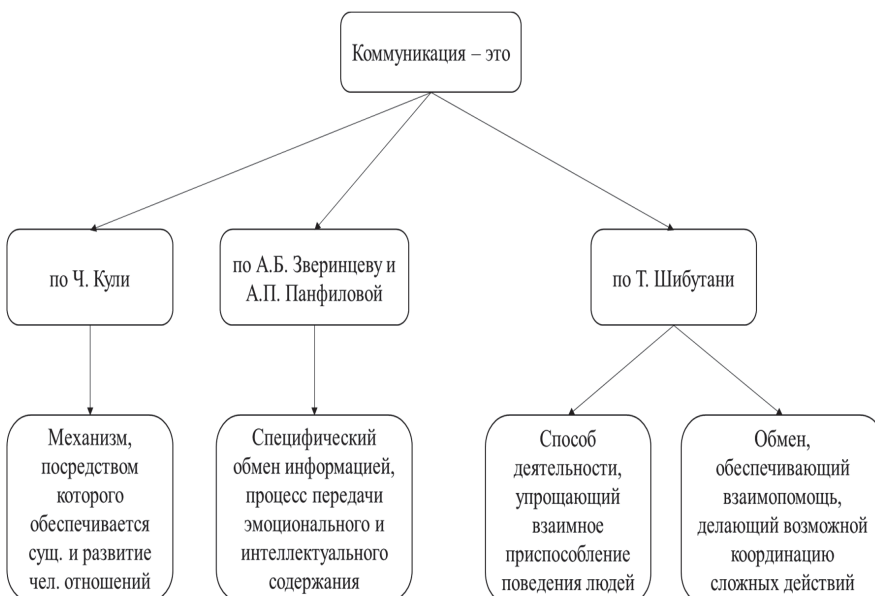 Коммуникация – это
по Ч. Кули
по А.Б. Зверинцеву и
А.П. Панфиловой
по Т. Шибутани
Механизм,
посредством
которого
обеспечивается
сущ. и развитие
чел. отношений
Специфический
обмен информацией,
процесс передачи
эмоционального и
интеллектуального
содержания
Способ
деятельности,
упрощающий
взаимное
приспособление
поведения людей
Обмен,
обеспечивающий
взаимопомощь,
делающий возможной
координацию
сложных действий